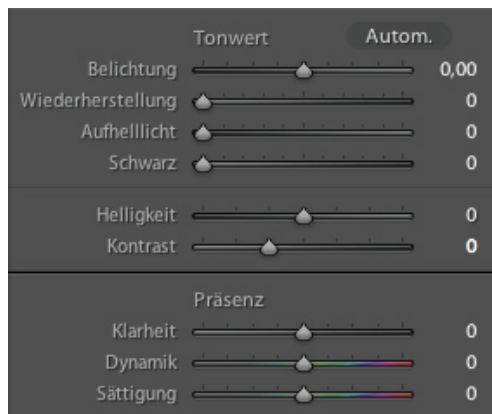 Tonwert Autom.
Belichtung 0,00
Wiederherstellung 0
Aufhelllicht 0
Schwarz 0
Helligkeit 0
Kontrast 0
Präsenz
Klarheit 0
Dynamik 0
Sättigung 0